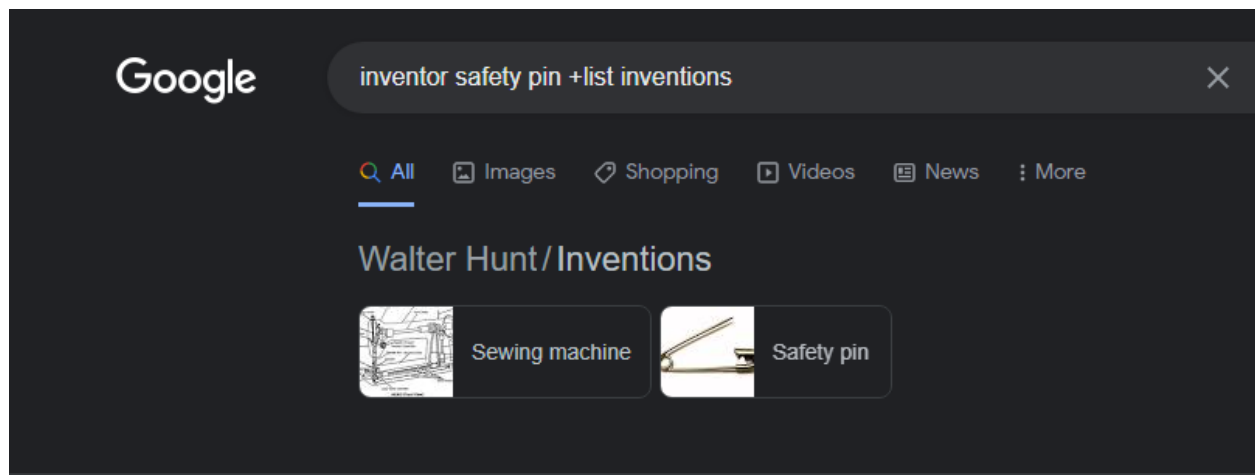 Google inventor safety pin +list inventions
All Images Shopping Videos News More
Walter Hunt/Inventions
Sewing machine Safety pin